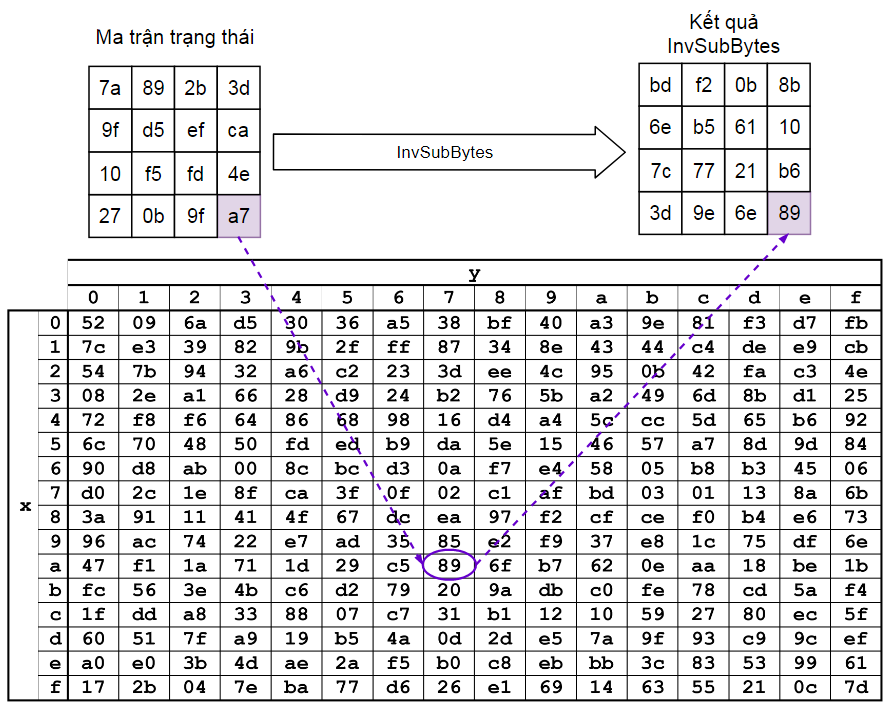 Ma trận trạng thái
Kết quả
InvSubBytes
7a 89 2b 3d
9f d5 ef ca
10 f5 fd 4e
27 0b 9f a7
InvSubBytes
bd f2 0b 8b
6e b5 61 10
7c 77 21 b6
3d 9e 6e 89
y
0 1 2 3 4 5 6 7 8 9 a b c d e f
x
0 52 09 6a d5 30 36 a5 38 bf 40 a3 9e 81 f3 d7 fb
1 7c e3 39 82 9b 2f ff 87 34 8e 43 44 c4 de e9 cb
2 54 7b 94 32 a6 c2 23 3d ee 4c 95 0b 42 fa c3 4e
3 08 2e a1 66 28 d9 24 b2 76 5b a2 49 6d 8b d1 25
4 72 f8 f6 64 86 68 98 16 d4 a4 5c cc 5d 65 b6 92
5 6c 70 48 50 fd ed b9 da 5e 15 46 57 a7 8d 9d 84
6 90 d8 ab 00 8c bc d3 0a f7 e4 58 05 b8 b3 45 06
7 d0 2c 1e 8f ca 3f 0f 02 c1 af bd 03 01 13 8a 6b
8 3a 91 11 41 4f 67 dc ea 97 f2 cf ce f0 b4 e6 73
9 96 ac 74 22 e7 ad 35 85 e2 f9 37 e8 1c 75 df 6e
a 47 f1 1a 71 1d 29 c5 89 6f b7 62 0e aa 18 be 1b
b fc 56 3e 4b c6 d2 79 20 9a db c0 fe 78 cd 5a f4
c 1f dd a8 33 88 07 c7 31 b1 12 10 59 27 80 ec 5f
d 60 51 7f a9 19 b5 4a 0d 2d e5 7a 9f 93 c9 9c ef
e a0 e0 3b 4d ae 2a f5 b0 c8 eb bb 3c 83 53 99 61
f 17 2b 04 7e ba 77 d6 26 e1 69 14 63 55 21 0c 7d